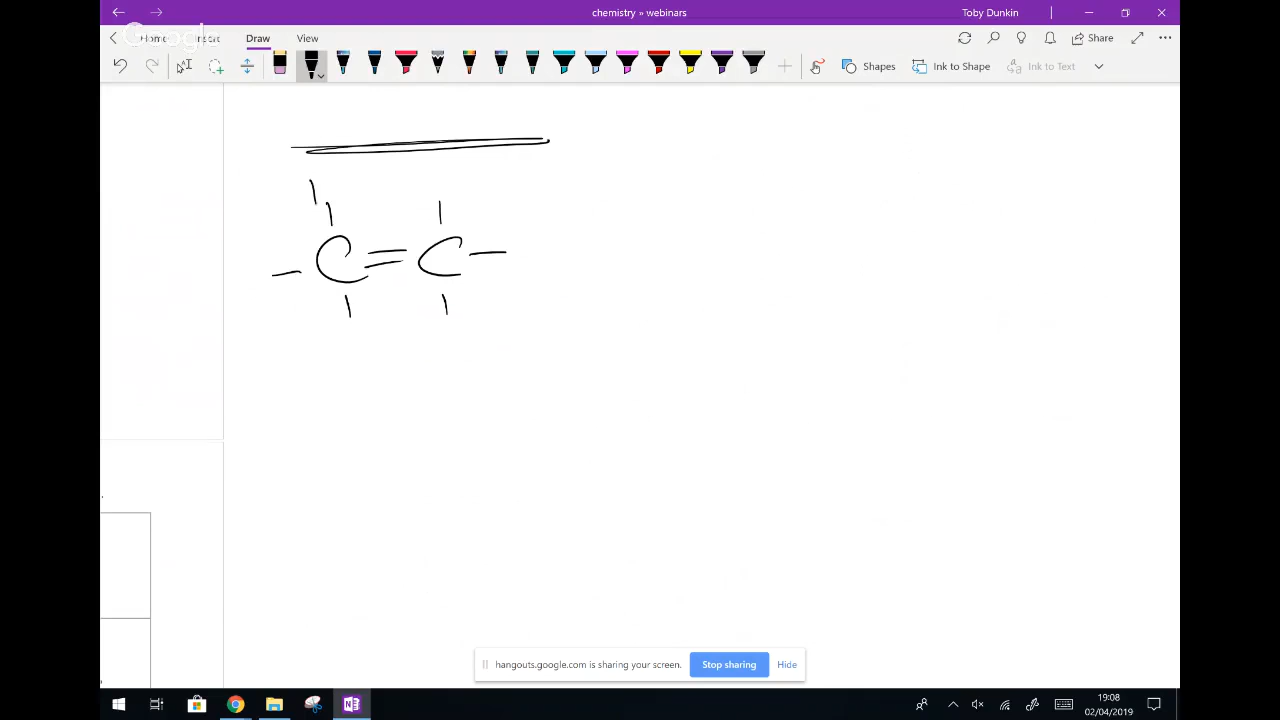 chemistry » webinars
Toby Dunkin
Google
Home
Insert
Draw
View
Share
Shapes
Ink to Shape
Ink to Text
C=C
hangouts.google.com is sharing your screen.
Stop sharing
Hide
19:08
02/04/2019